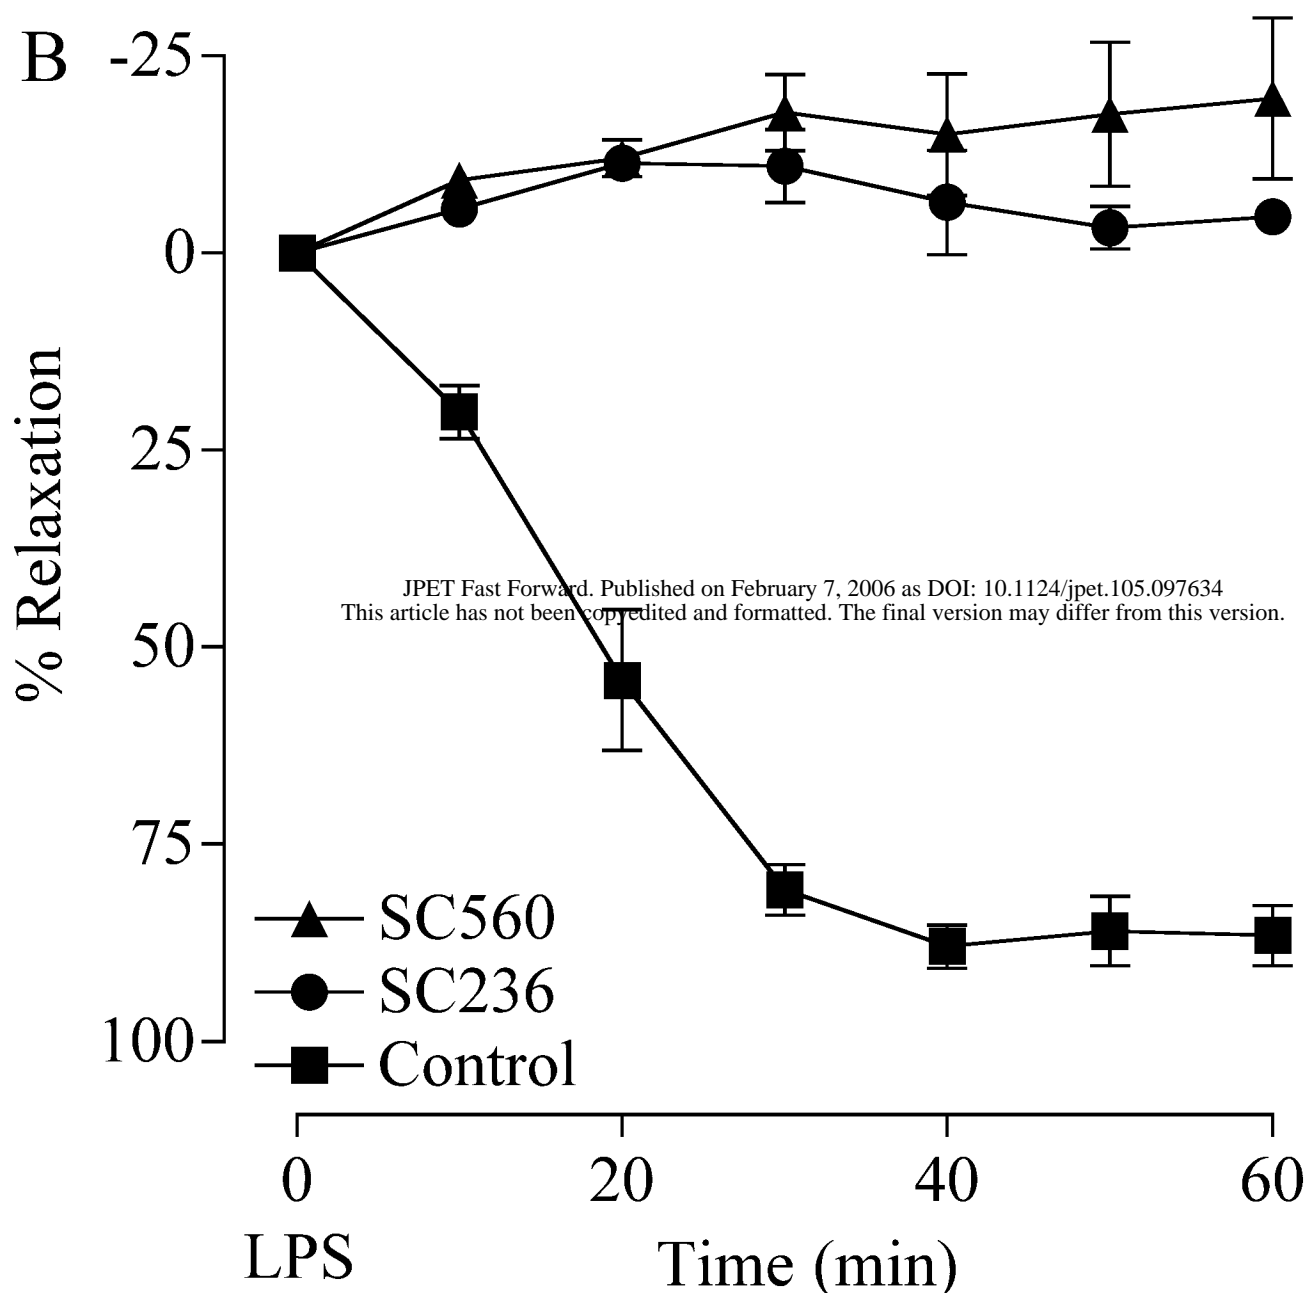 B
-25
0
25
50
75
100
% Relaxation
JPET Fast Forward. Published on February 7, 2006 as DOI: 10.1124/jpet.105.097634
This article has not been copyedited and formatted. The final version may differ from this version.
SC560
SC236
Control
0
20
40
60
LPS
Time (min)